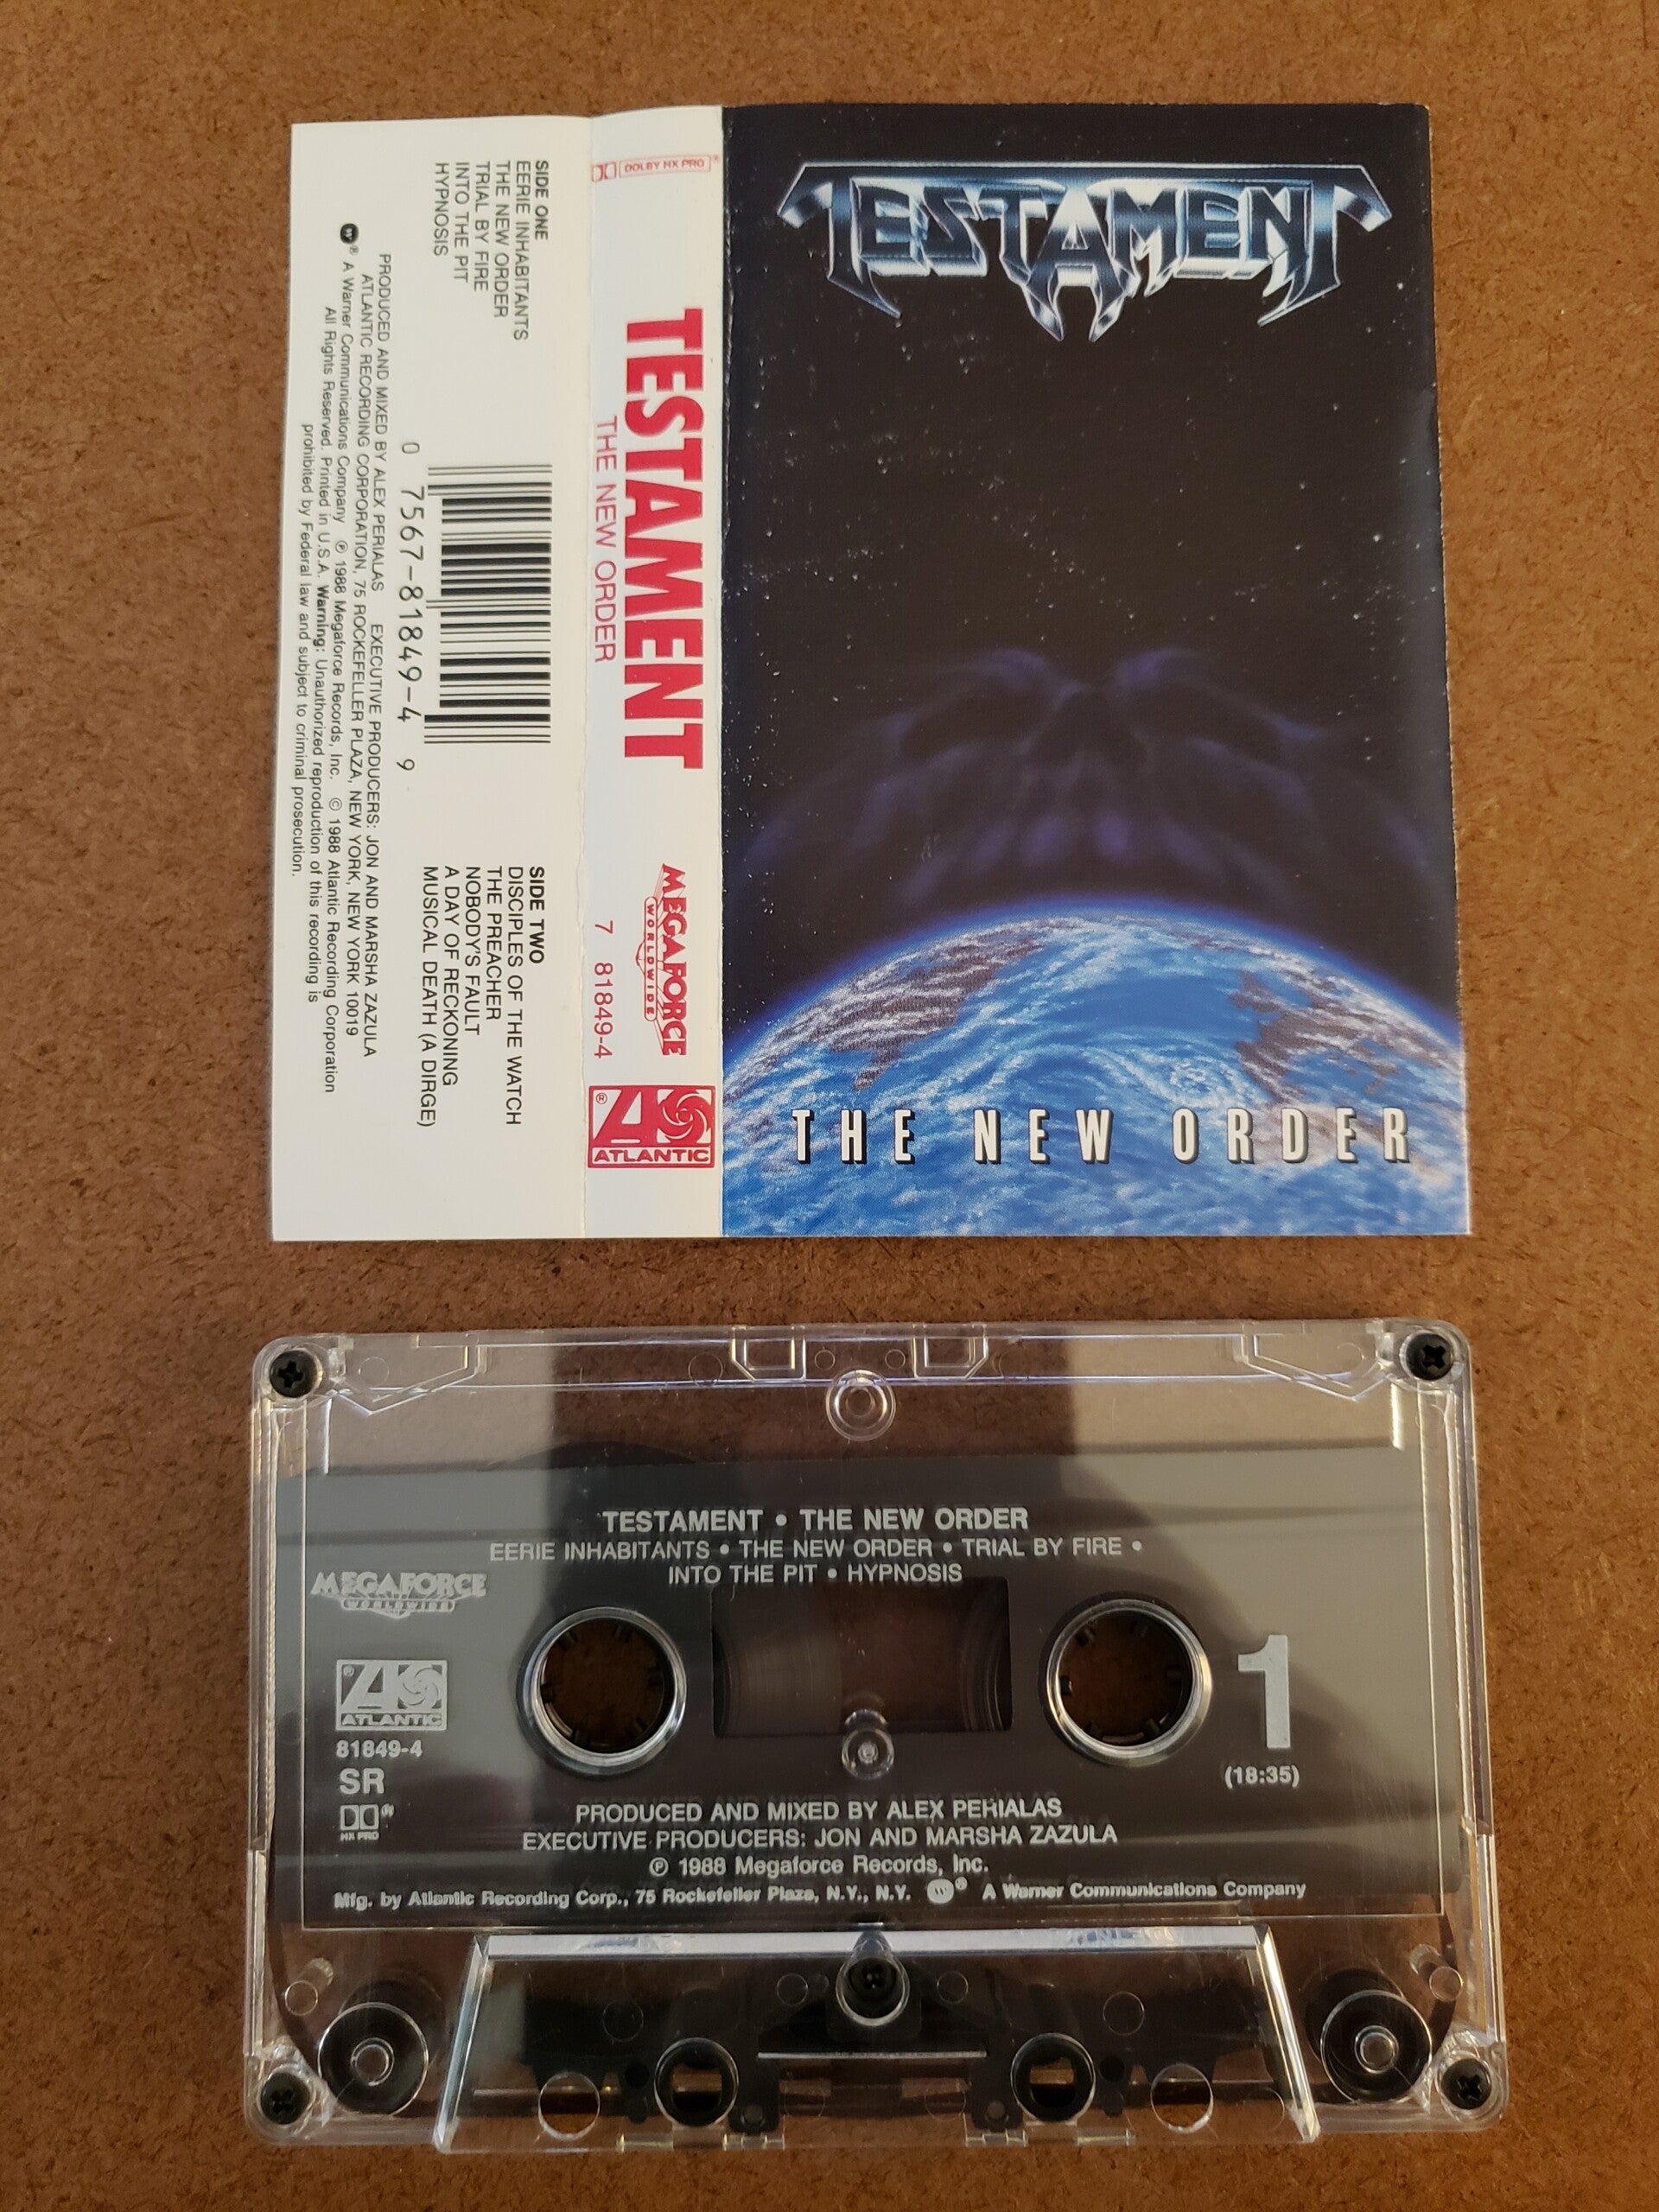 SIDE ONE
EERIE INHABITANTS
THE NEW ORDER
TRIAL BY FIRE
INTO THE PIT
HYPNOSIS
0 7567-81849-4 9
SIDE TWO
DISCIPLES OF THE WATCH
THE PREACHER
NOBODY'S FAULT
A DAY OF RECKONING
MUSICAL DEATH (A DIRGE)
PRODUCED AND MIXED BY ALEX PERIALAS EXECUTIVE PRODUCERS: JON AND MARSHA ZAZULA
ATLANTIC RECORDING CORPORATION, 75 ROCKEFELLER PLAZA, NEW YORK, NEW YORK 10019
® A Warner Communications Company ℗ 1988 Megaforce Records, Inc. © 1988 Atlantic Recording Corporation
All Rights Reserved. Printed in U.S.A. Warning: Unauthorized reproduction of this recording is
prohibited by Federal law and subject to criminal prosecution.
DOLBY HX PRO®
TESTAMENT
THE NEW ORDER
MEGAFORCE
WORLDWIDE
7 81849-4
®
ATLANTIC
TESTAMENT
THE NEW ORDER
TESTAMENT • THE NEW ORDER
EERIE INHABITANTS • THE NEW ORDER • TRIAL BY FIRE •
INTO THE PIT • HYPNOSIS
MEGAFORCE
WORLDWIDE
®
ATLANTIC
81849-4
SR
HX PRO
1
(18:35)
PRODUCED AND MIXED BY ALEX PERIALAS
EXECUTIVE PRODUCERS: JON AND MARSHA ZAZULA
℗ 1988 Megaforce Records, Inc.
Mfg. by Atlantic Recording Corp., 75 Rockefeller Plaza, N.Y., N.Y. ® A Warner Communications Company